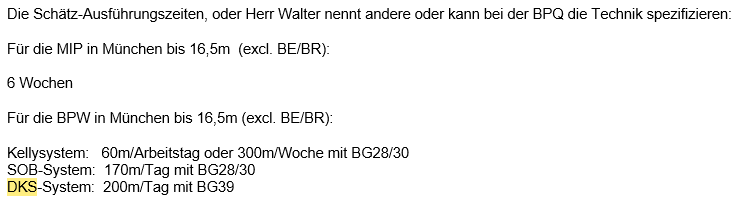 Die Schätz-Ausführungszeiten, oder Herr Walter nennt andere oder kann bei der BPQ die Technik spezifizieren:
Für die MIP in München bis 16,5m (excl. BE/BR):
6 Wochen
Für die BPW in München bis 16,5m (excl. BE/BR):
Kellysystem: 60m/Arbeitstag oder 300m/Woche mit BG28/30
SOB-System: 170m/Tag mit BG28/30
DKS-System: 200m/Tag mit BG39